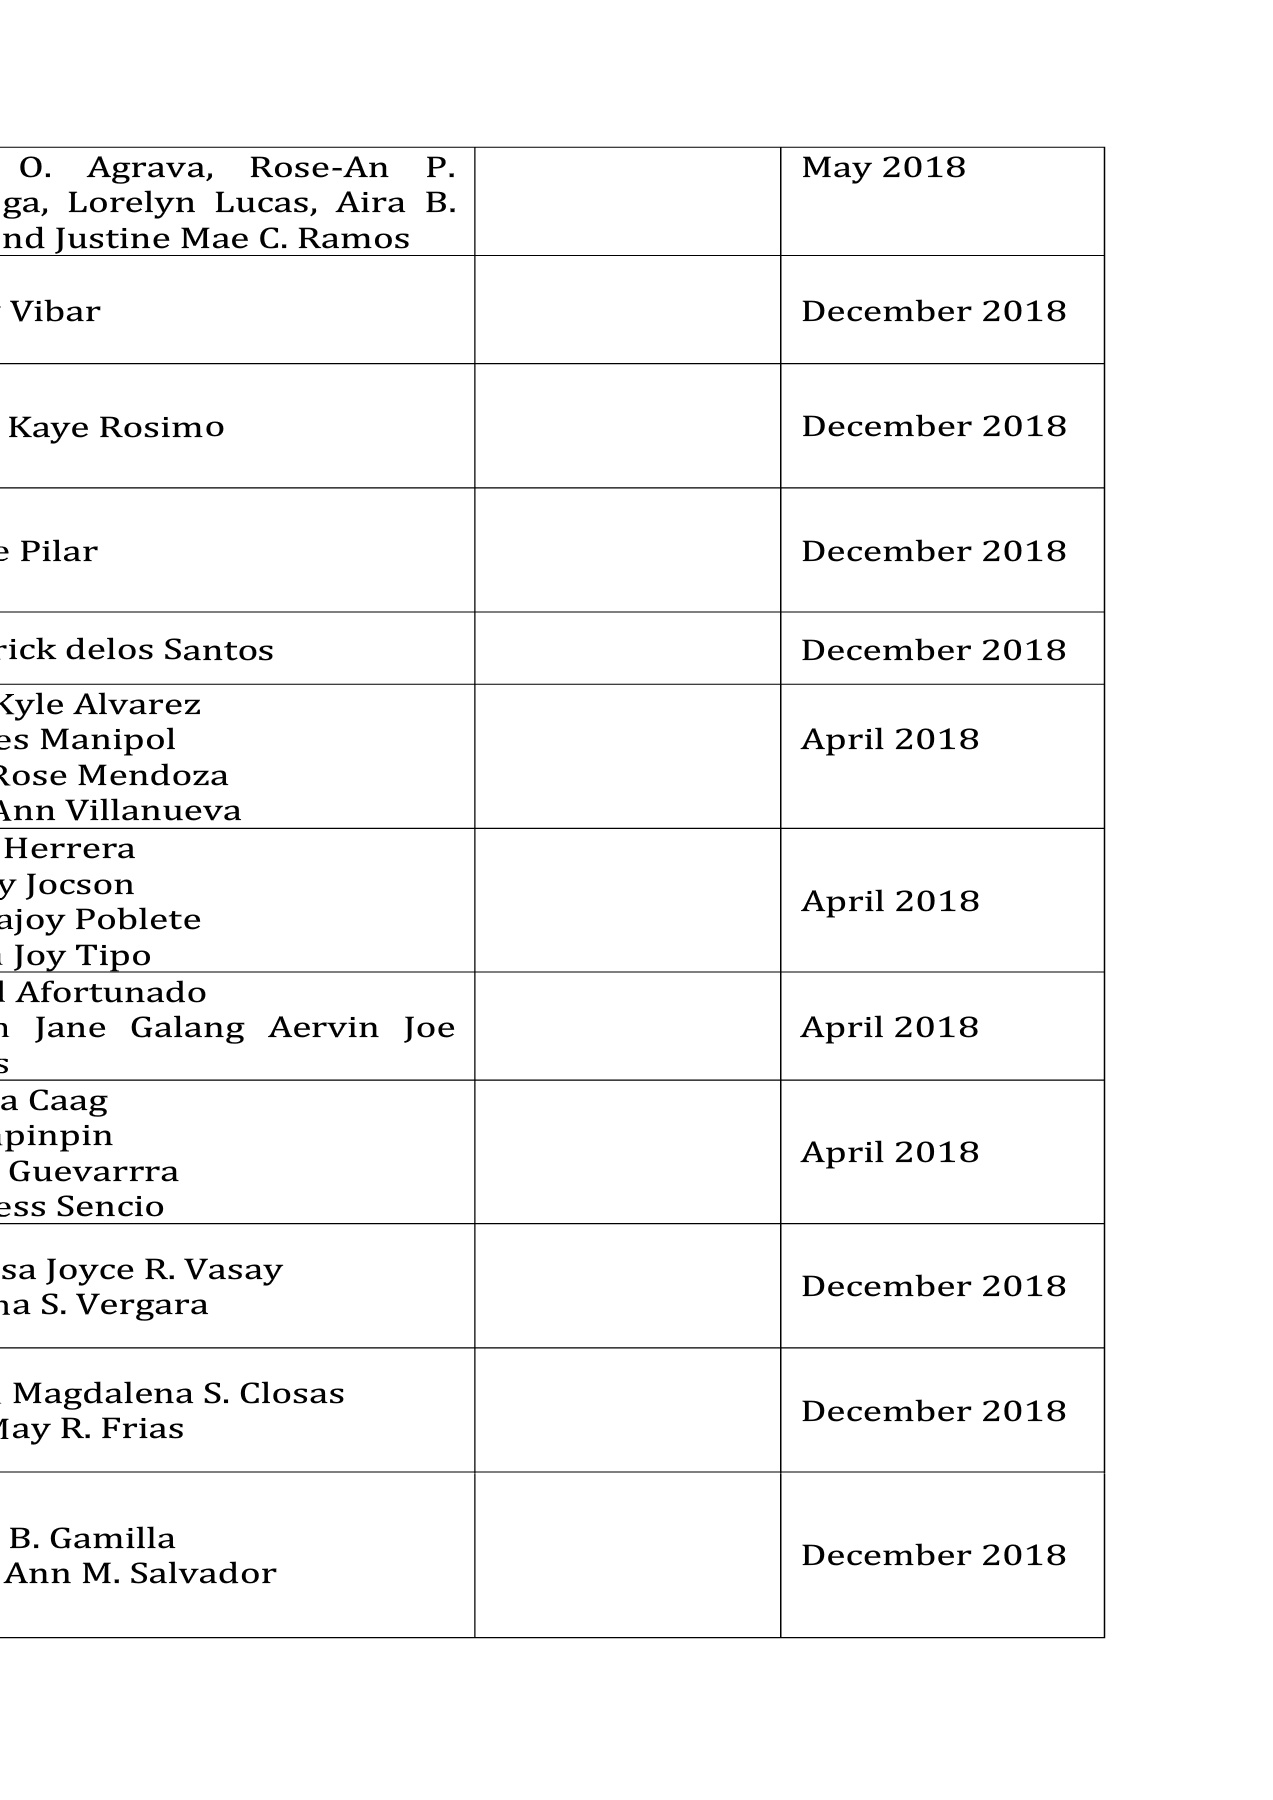 O. Agrava, Rose-An P.
May 2018
ga, Lorelyn Lucas, Aira B.
nd Justine Mae C. Ramos
Vibar
December 2018
Kaye Rosimo
December 2018
e Pilar
December 2018
rick delos Santos
December 2018
Kyle Alvarez
es Manipol
April 2018
Rose Mendoza
Ann Villanueva
Herrera
y Jocson
April 2018
ajoy Poblete
Joy Tipo
Afortunado
Jane Galang Aervin Joe
April 2018
s
a Caag
pinpin
April 2018
Guevarrra
ess Sencio
sa Joyce R. Vasay
December 2018
na S. Vergara
Magdalena S. Closas
December 2018
May R. Frias
B. Gamilla
December 2018
Ann M. Salvador